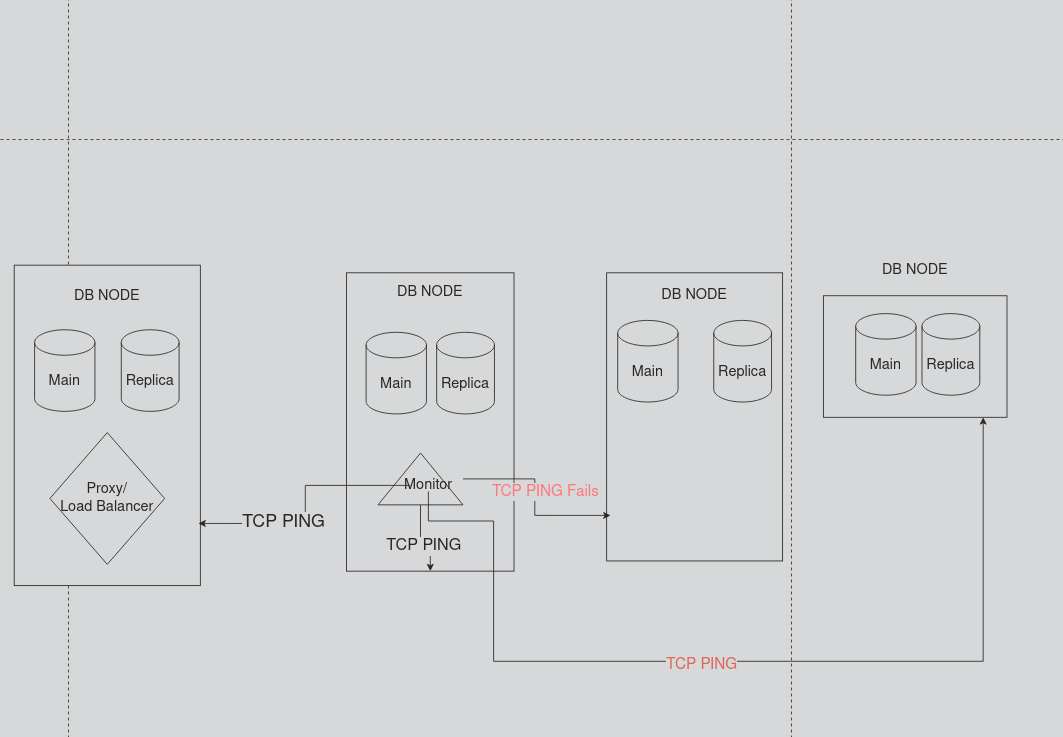 DB NODE
Main
Replica
Proxy/
Load Balancer
TCP PING
DB NODE
Main
Replica
Monitor
TCP PING
TCP PING Fails
DB NODE
Main
Replica
DB NODE
Main
Replica
TCP PING